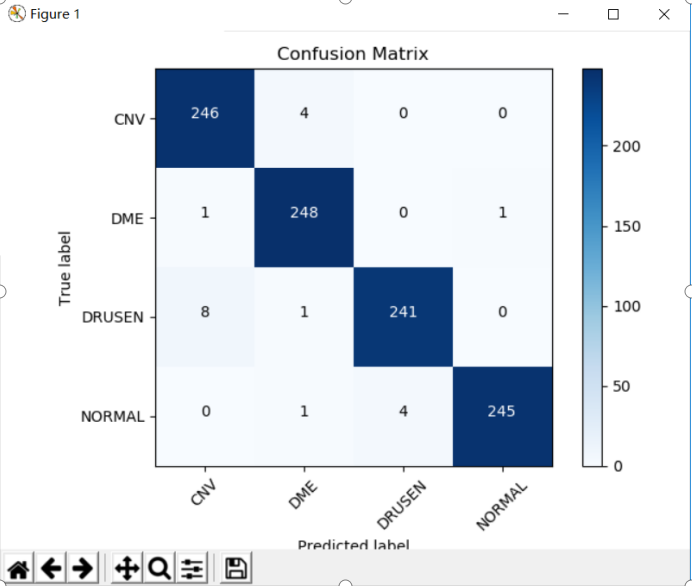 Figure 1
Confusion Matrix
CNV 246 4 0 0
200
DME 1 248 0 1
150
True label
100
DRUSEN 8 1 241 0
50
NORMAL 0 1 4 245
0
CNV DME DRUSEN NORMAL
Predicted label